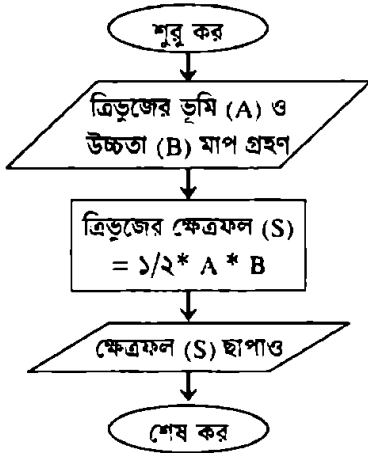 শুরু কর
ত্রিভুজের ভূমি (A) ও
উচ্চতা (B) মাপ গ্রহণ
ত্রিভুজের ক্ষেত্রফল (S)
= ১/২* A * B
ক্ষেত্রফল (S) ছাপাও
শেষ কর